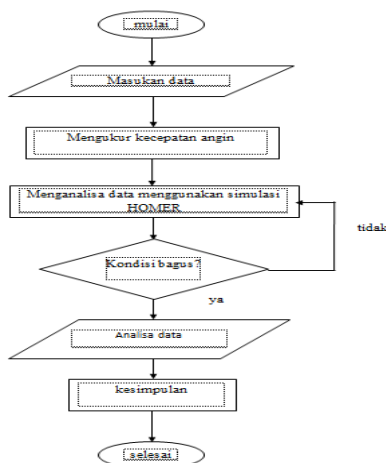 mulai
Masukan data
Mengukur kecepatan angin
Menganalisa data menggunakan simulasi
HOMER
tidak
Kondisi bagus?
ya
Analisa data
kesimpulan
selesai